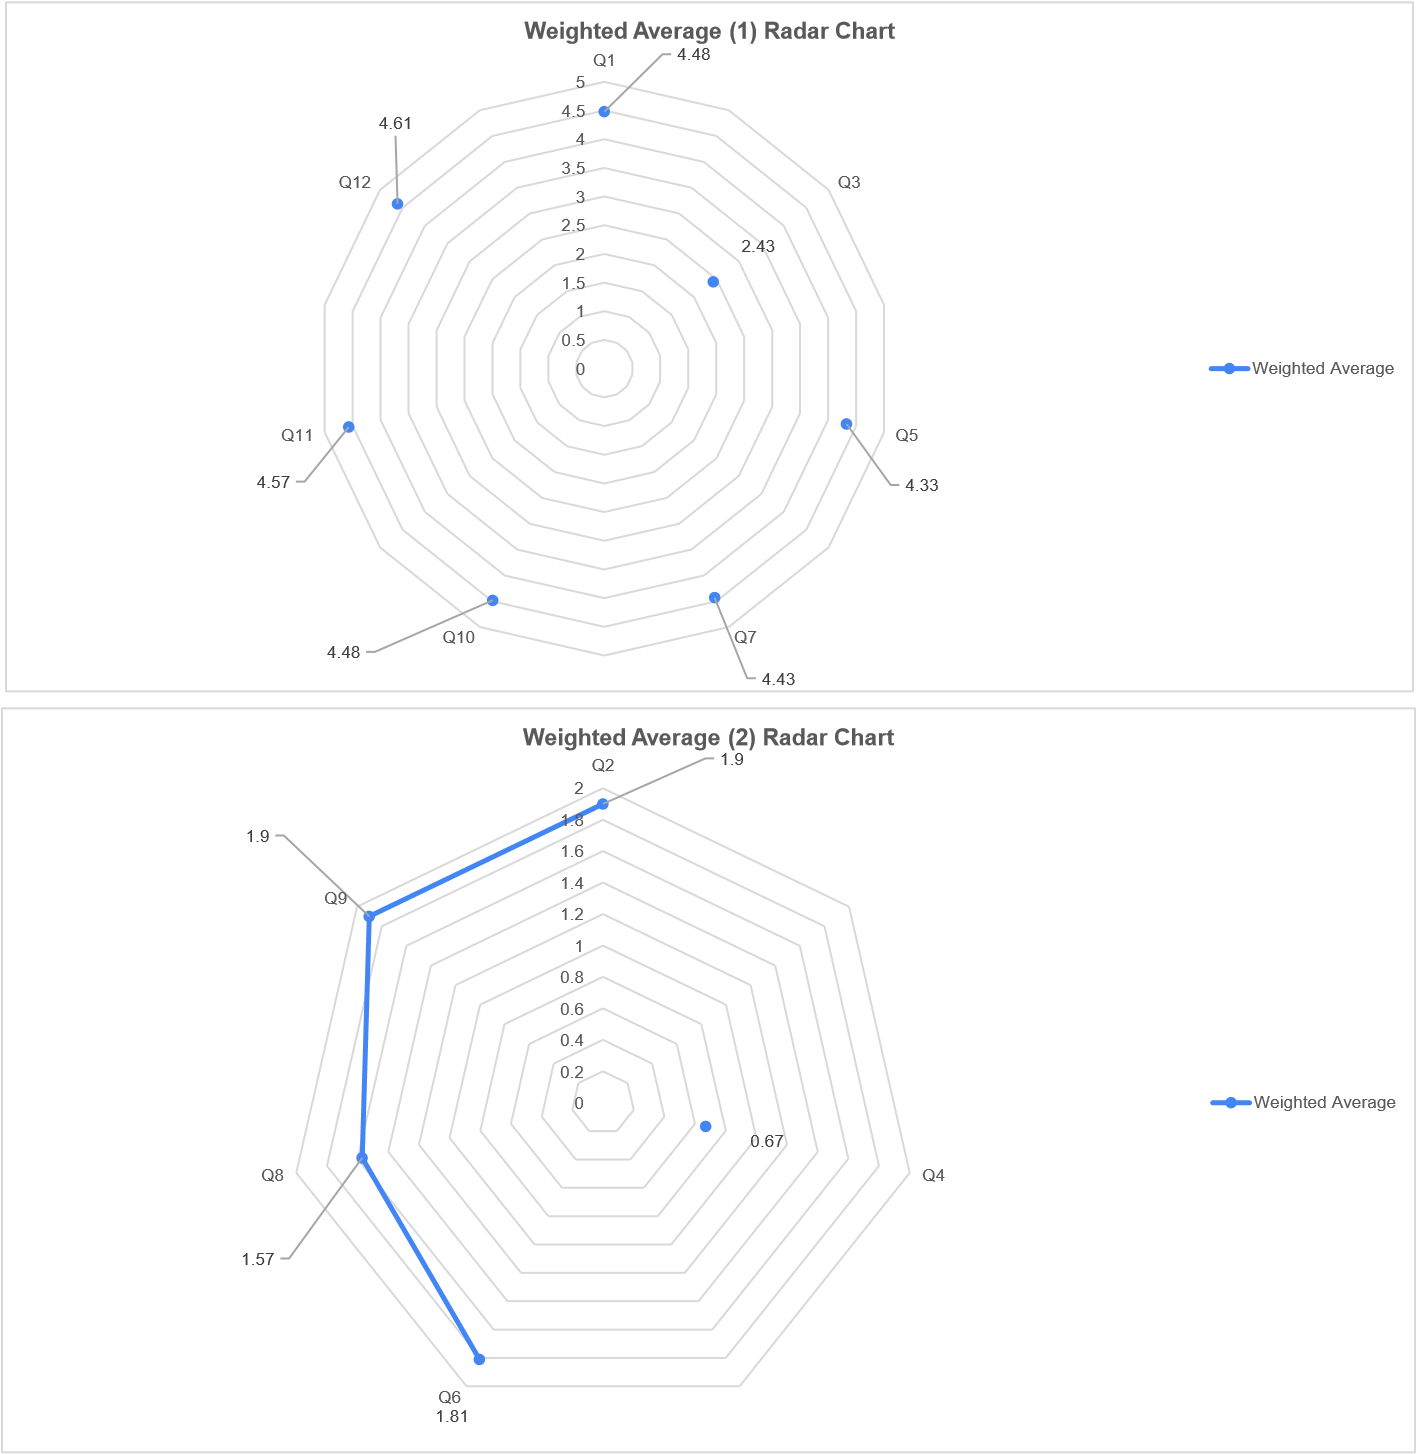 Weighted Average (1) Radar Chart
Q1
4.48
5
4.5
4
3.5
3
2.5
2
1.5
1
0.5
0
4.61
Q12
Q3
2.43
Weighted Average
Q11
Q5
4.57
4.33
Q10
Q7
4.48
4.43
Weighted Average (2) Radar Chart
Q2
1.9
2
1.8
1.6
1.4
1.2
1
0.8
0.6
0.4
0.2
0
1.9
Q9
Weighted Average
0.67
Q8
Q4
1.57
Q6
1.81